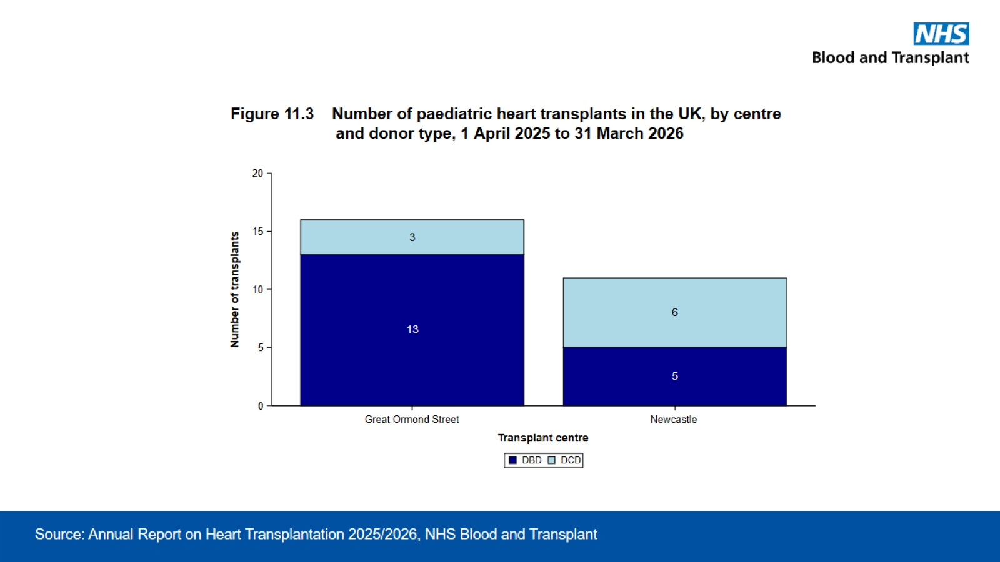 NHS
Blood and Transplant
Figure 11.3 Number of paediatric heart transplants in the UK, by centre
and donor type, 1 April 2025 to 31 March 2026
20
15
10
5
0
Number of transplants
3
13
6
5
Great Ormond Street
Newcastle
Transplant centre
DBD DCD
Source: Annual Report on Heart Transplantation 2025/2026, NHS Blood and Transplant